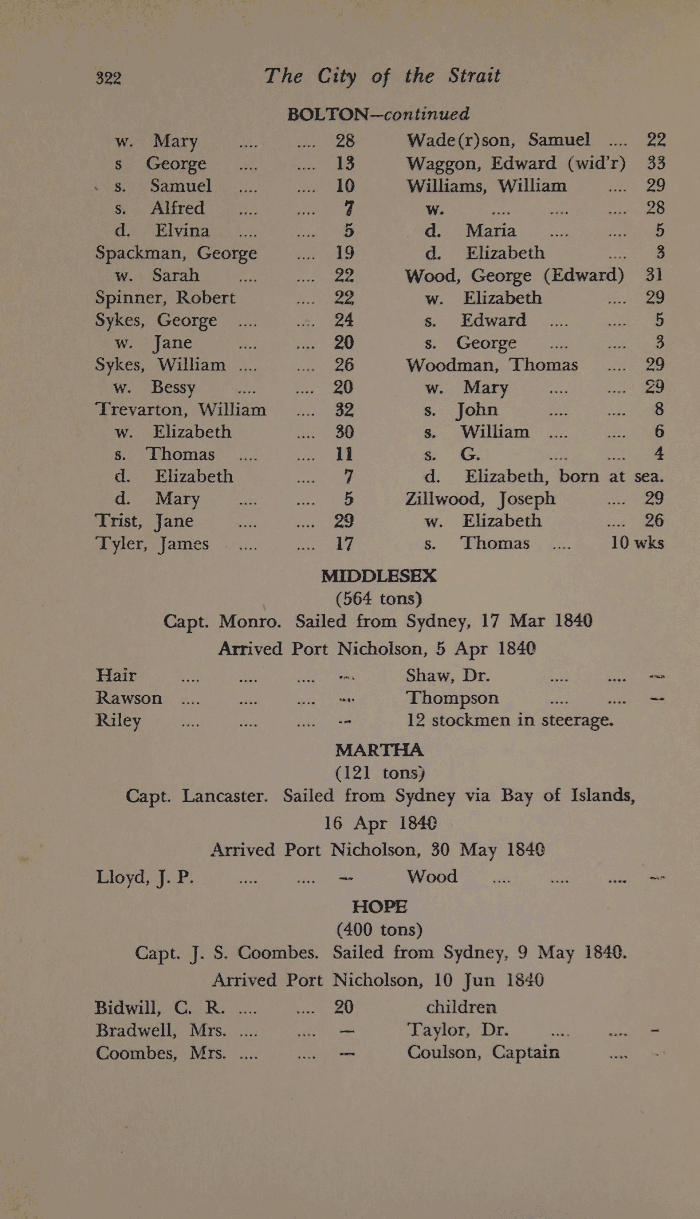 322 The City of the Strait
BOLTON—continued
w. Mary .... .... 28
s George .... .... 13
s. Samuel .... .... 10
s. Alfred .... .... 7
d. Elvina .... .... 5
Spackman, George .... 19
w. Sarah .... .... 22
Spinner, Robert .... 22
Sykes, George .... .... 24
w. Jane .... .... 20
Sykes, William .... .... 26
w. Bessy .... .... 20
Trevarton, William .... 32
w. Elizabeth .... 30
s. Thomas .... .... 11
d. Elizabeth .... 7
d. Mary .... .... 5
Trist, Jane .... .... 29
Tyler, James .... .... 17
Wade(r)son, Samuel .... 22
Waggon, Edward (wid'r) 33
Williams, William .... 29
w. .... .... .... 28
d. Maria .... .... 5
d. Elizabeth .... 3
Wood, George (Edward) 31
w. Elizabeth .... 29
s. Edward .... .... 5
s. George .... .... 3
Woodman, Thomas .... 29
w. Mary .... .... 29
s. John .... .... 8
s. William .... .... 6
s. G. .... .... 4
d. Elizabeth, born at sea.
Zillwood, Joseph .... 29
w. Elizabeth .... 26
s. Thomas .... 10 wks
MIDDLESEX
(564 tons)
Capt. Monro. Sailed from Sydney, 17 Mar 1840
Arrived Port Nicholson, 5 Apr 1840
Hair .... .... .... —
Rawson .... .... .... —
Riley .... .... .... —
Shaw, Dr. .... .... —
Thompson .... .... —
12 stockmen in steerage.
MARTHA
(121 tons)
Capt. Lancaster. Sailed from Sydney via Bay of Islands,
16 Apr 1840
Arrived Port Nicholson, 30 May 1840
Lloyd, J. P. .... .... —
Wood .... .... .... —
HOPE
(400 tons)
Capt. J. S. Coombes. Sailed from Sydney, 9 May 1840.
Arrived Port Nicholson, 10 Jun 1840
Bidwill, C. R. .... .... 20
Bradwell, Mrs. .... .... —
Coombes, Mrs. .... .... —
children
Taylor, Dr. .... .... —
Coulson, Captain .... —